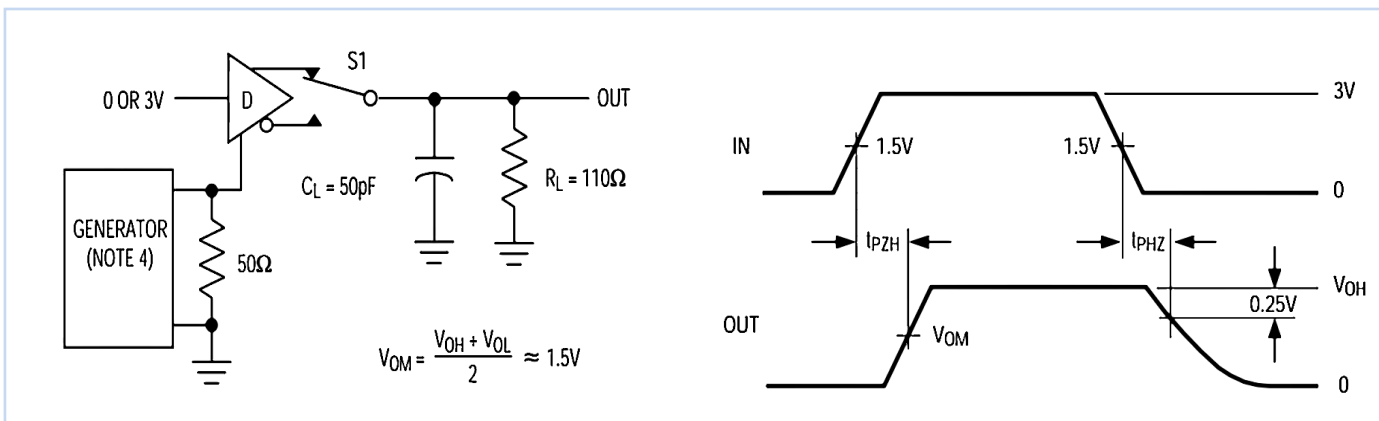 S1
0 OR 3V
D
OUT
C_L = 50pF
R_L = 110Ω
GENERATOR
(NOTE 4)
50Ω
V_OM = (V_OH + V_OL) / 2 ≈ 1.5V
3V
IN
1.5V
1.5V
0
t_PZH
t_PHZ
V_OH
0.25V
OUT
V_OM
0